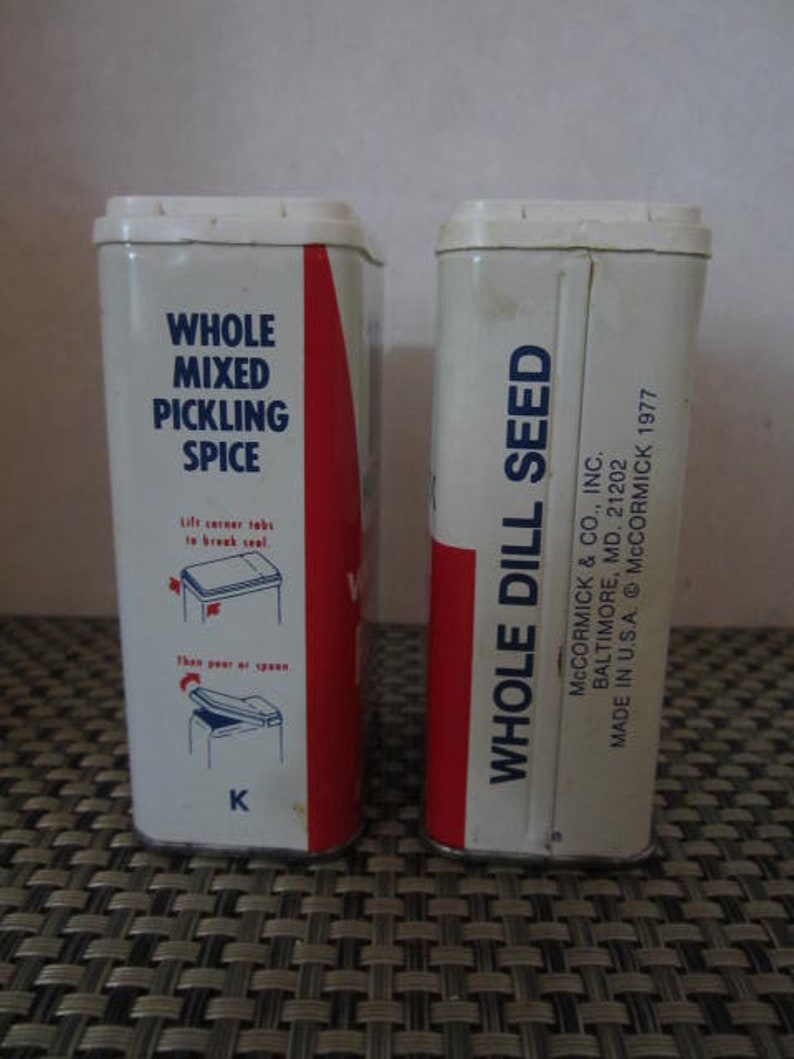 WHOLE
MIXED
PICKLING
SPICE
Lift corner tabs
to break seal.
Then pour or spoon
K
WHOLE DILL SEED
McCORMICK & CO., INC.
BALTIMORE, MD. 21202
MADE IN U.S.A. © McCORMICK 1977